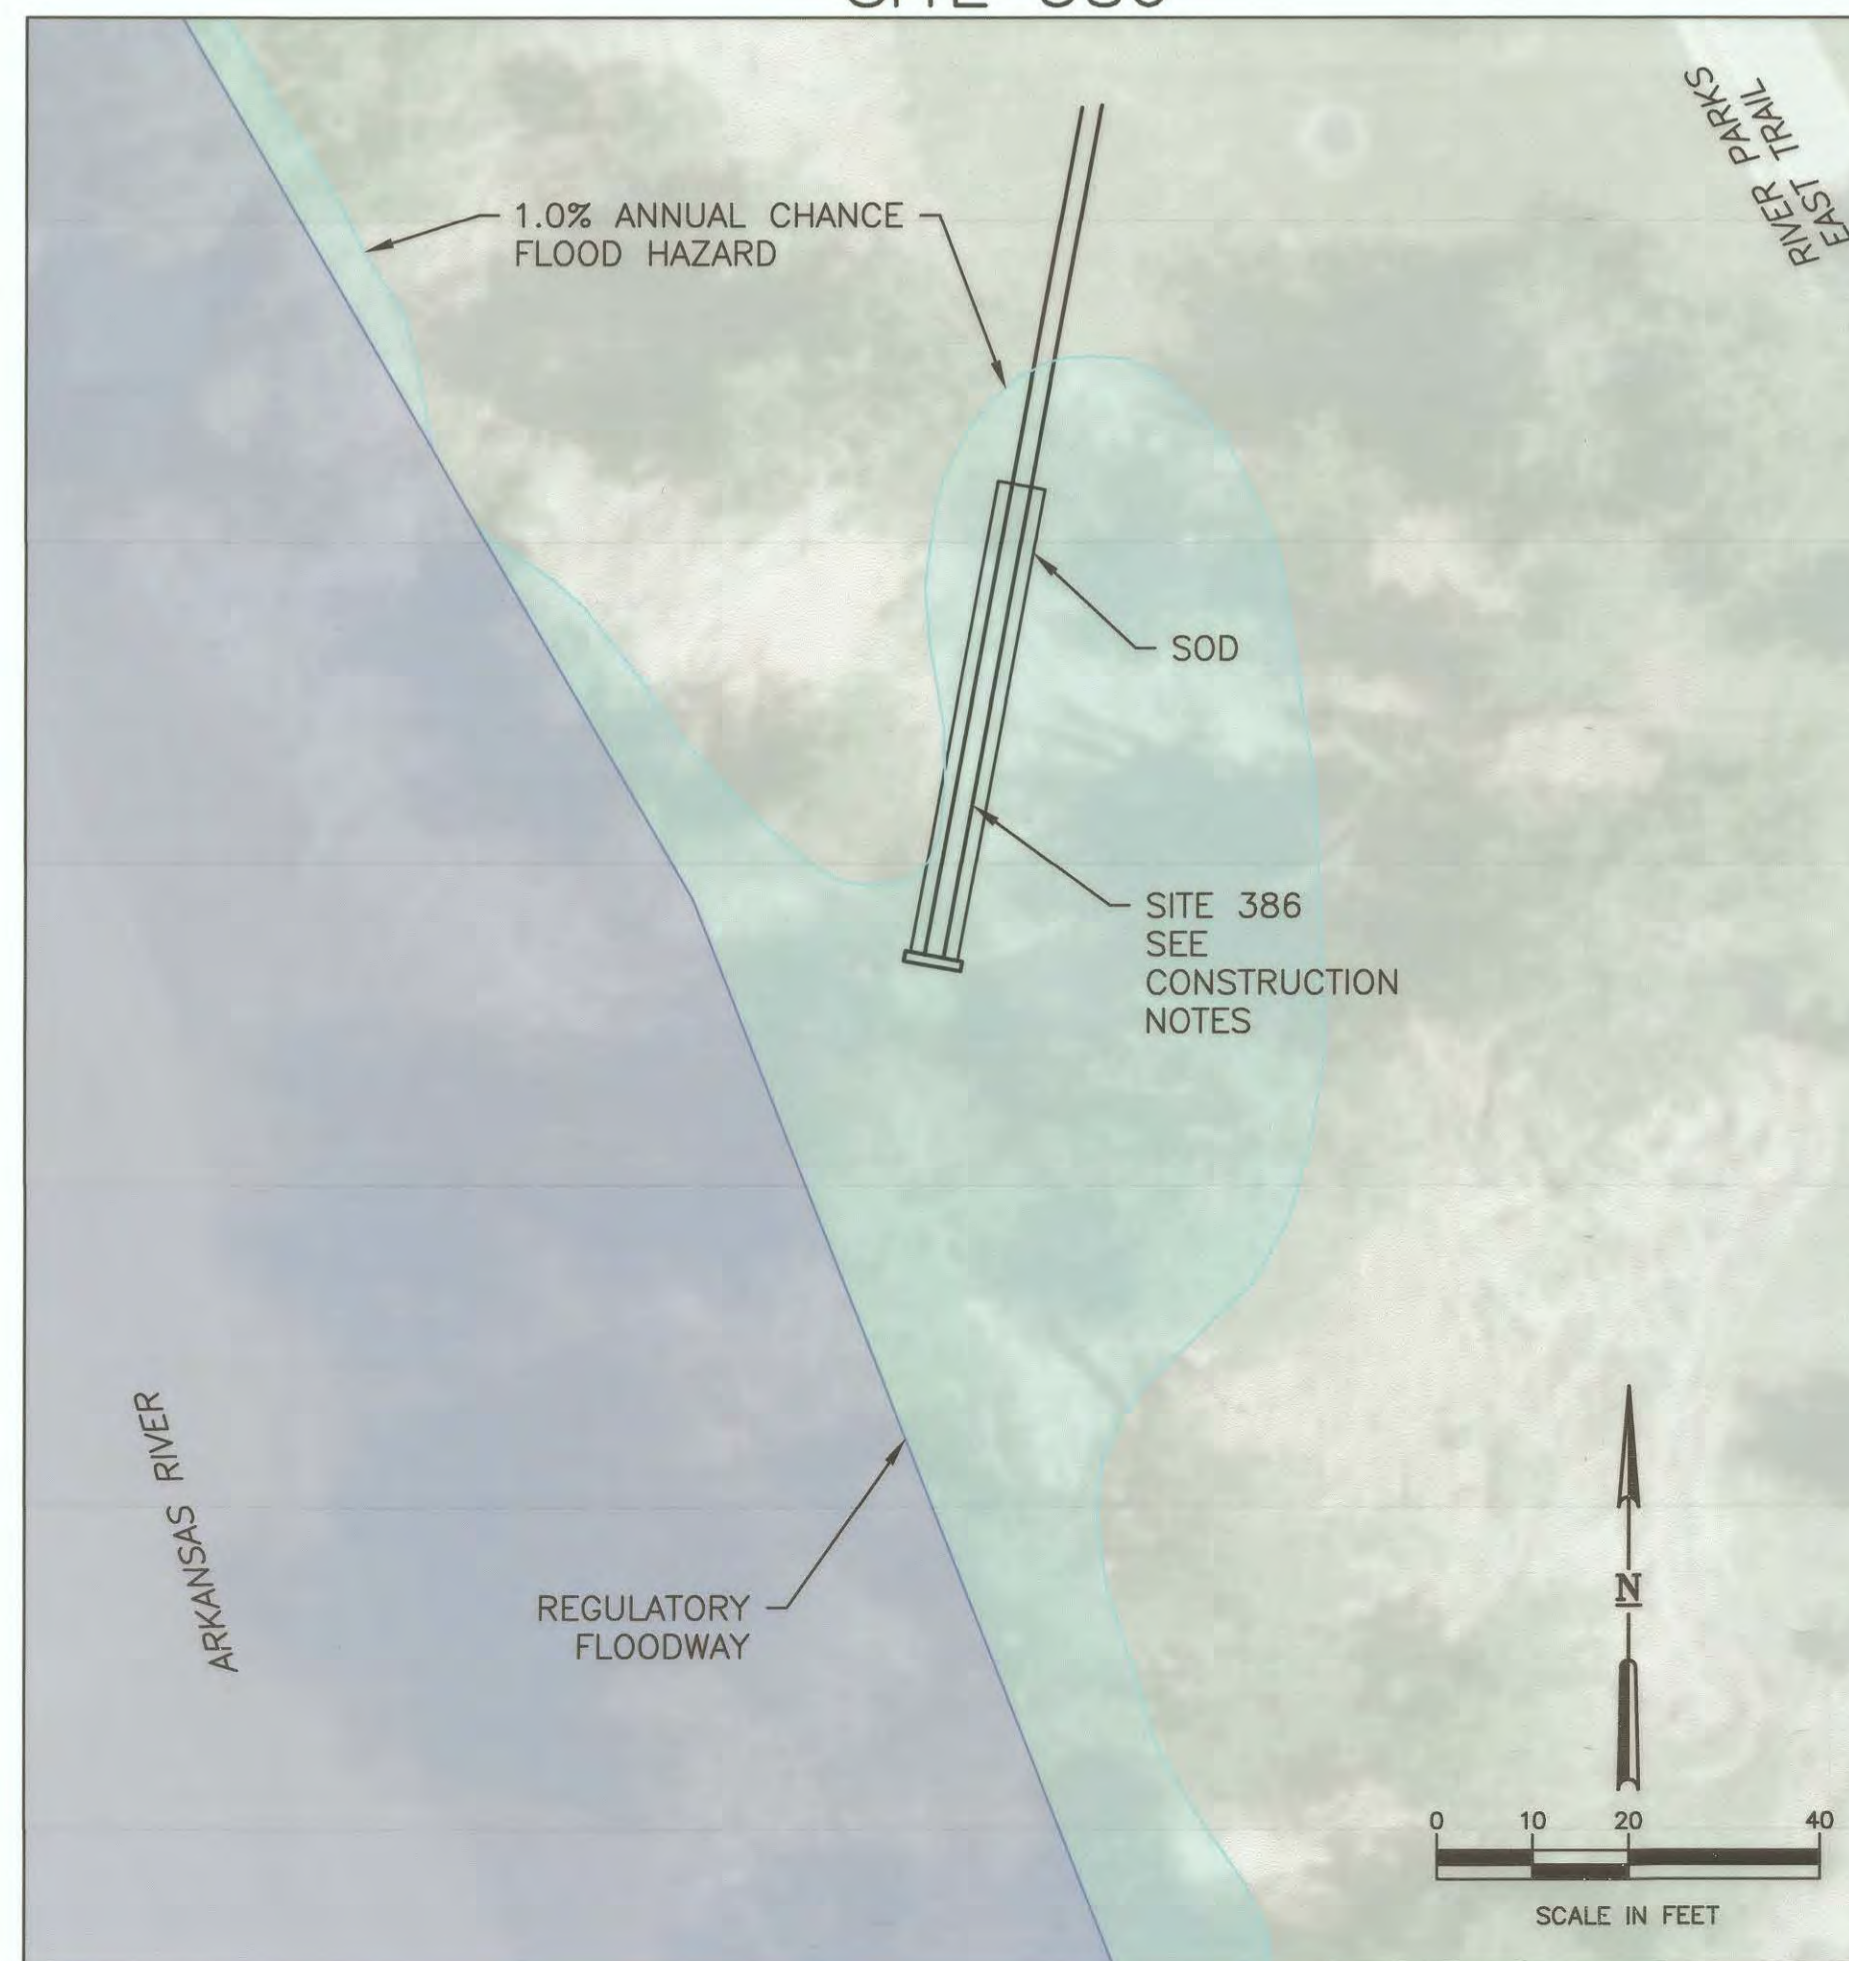 1.0% ANNUAL CHANCE
FLOOD HAZARD
RIVER PARKS
EAST TRAIL
SOD
SITE 386
SEE
CONSTRUCTION
NOTES
ARKANSAS RIVER
REGULATORY
FLOODWAY
N
0 10 20 40
SCALE IN FEET